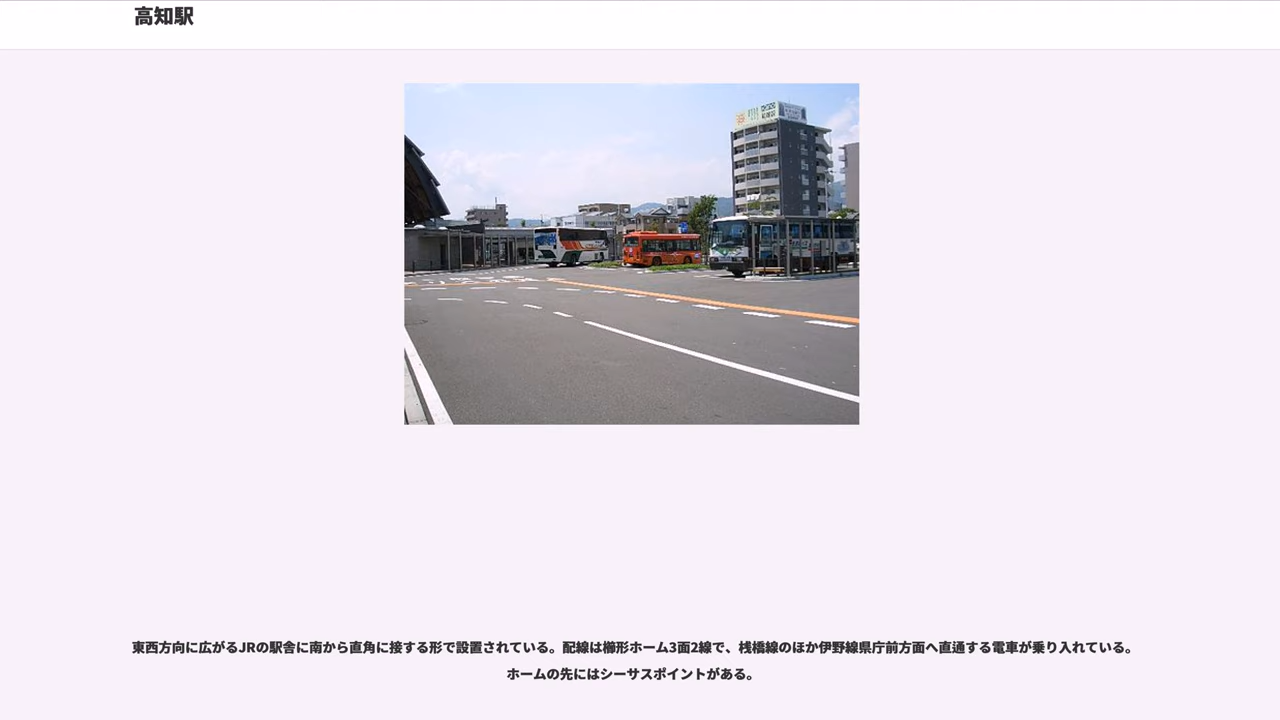 高知駅
東西方向に広がるJRの駅舎に南から直角に接する形で設置されている。配線は櫛形ホーム3面2線で、桟橋線のほか伊野線県庁前方面へ直通する電車が乗り入れている。
ホームの先にはシーサスポイントがある。